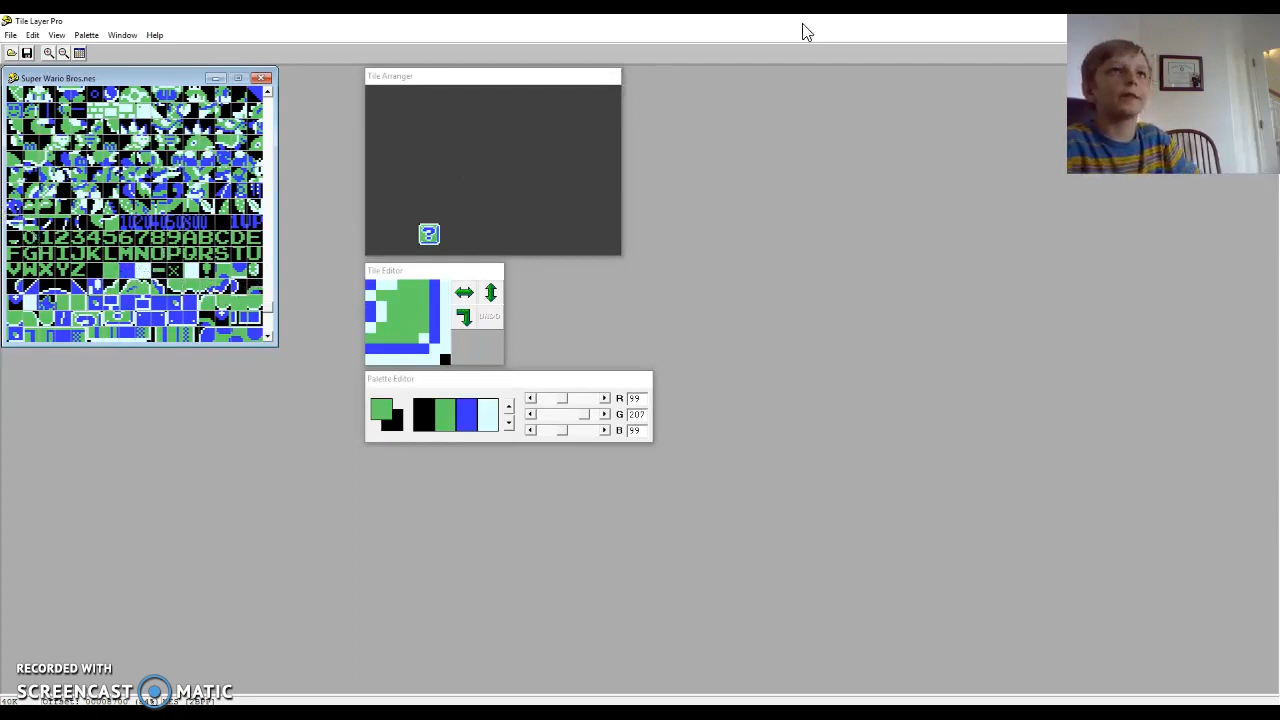 Tile Layer Pro
File Edit View Palette Window Help
Super Wario Bros.nes
0123456789ABCDE
FGHIJKLMNOPQRSTU
VWXYZ
Tile Arranger
?
Tile Editor
UNDO
Palette Editor
R 99
G 207
B 99
RECORDED WITH
SCREENCAST MATIC